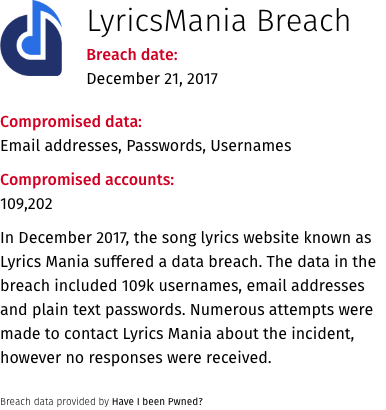 LyricsMania Breach
Breach date:
December 21, 2017
Compromised data:
Email addresses, Passwords, Usernames
Compromised accounts:
109,202
In December 2017, the song lyrics website known as
Lyrics Mania suffered a data breach. The data in the
breach included 109k usernames, email addresses
and plain text passwords. Numerous attempts were
made to contact Lyrics Mania about the incident,
however no responses were received.
Breach data provided by Have I been Pwned?